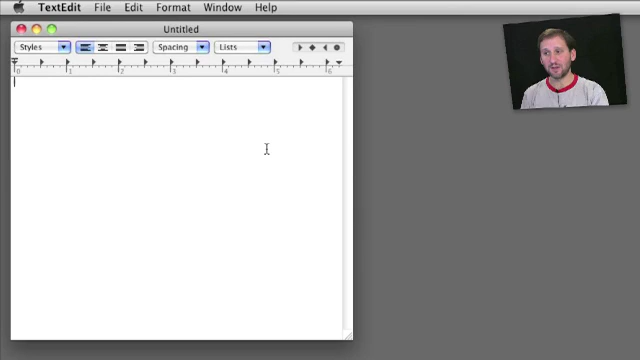 TextEdit File Edit Format Window Help
Untitled
Styles Spacing Lists
0 1 2 3 4 5 6